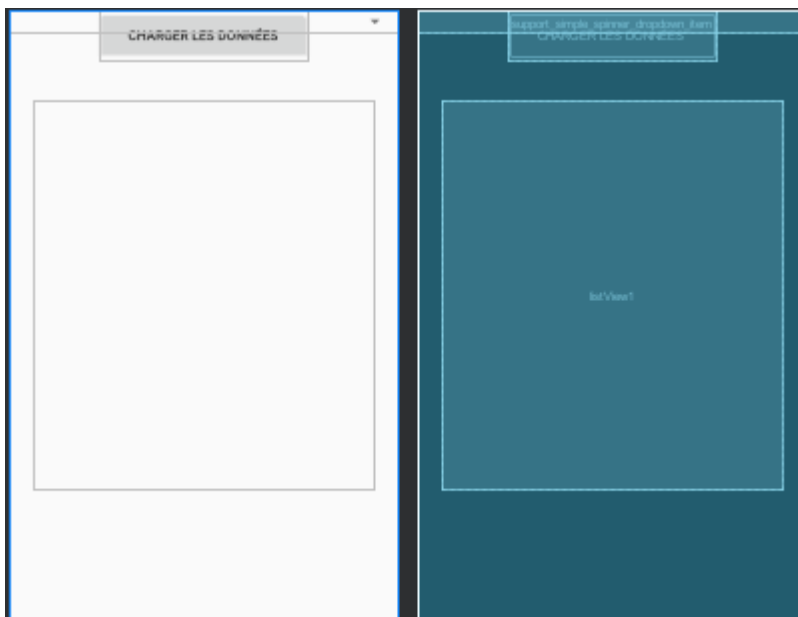 CHARGER LES DONNÉES
support_simple_spinner_dropdown_item
CHARGER LES DONNÉES
listView1